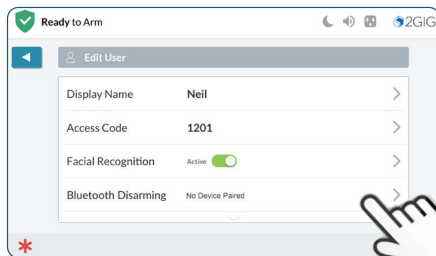 Ready to Arm
2GIG
Edit User
Display Name Neil
Access Code 1201
Facial Recognition Active
Bluetooth Disarming No Device Paired